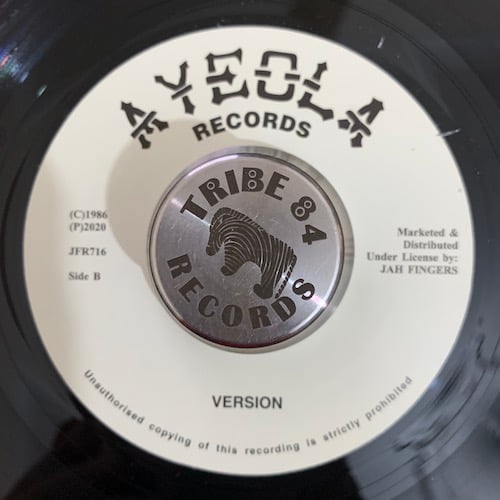 AYEOLA
RECORDS
TRIBE 84
RECORDS
(C)1986
(P)2020
JFR716
Side B
Marketed &
Distributed
Under License by:
JAH FINGERS
VERSION
Unauthorised copying of this recording is strictly prohibited